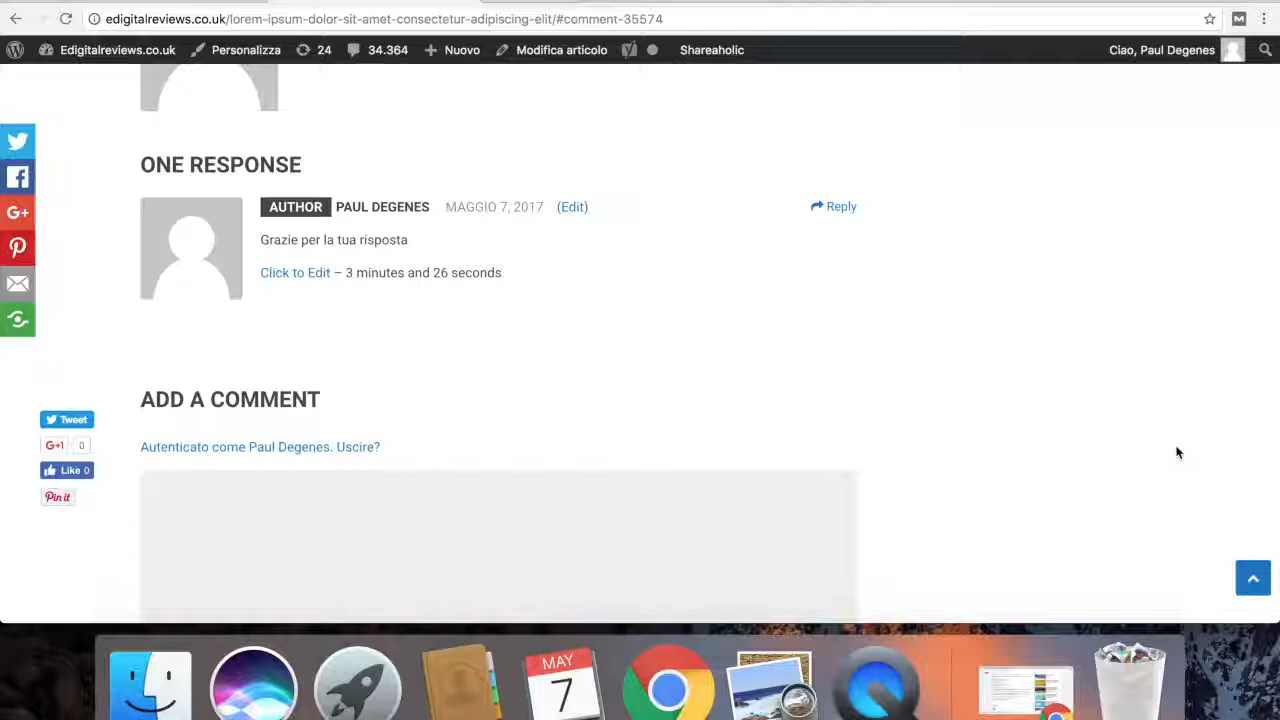 edigitalreviews.co.uk/lorem-ipsum-dolor-sit-amet-consectetur-adipiscing-elit/#comment-35574
Edigitalreviews.co.uk Personalizza 24 34.364 Nuovo Modifica articolo Shareaholic Ciao, Paul Degenes
ONE RESPONSE
AUTHOR PAUL DEGENES MAGGIO 7, 2017 (Edit) Reply
Grazie per la tua risposta
Click to Edit – 3 minutes and 26 seconds
ADD A COMMENT
Tweet
Autenticato come Paul Degenes. Uscire?
G+1 0
Like 0
Pin it
MAY
7